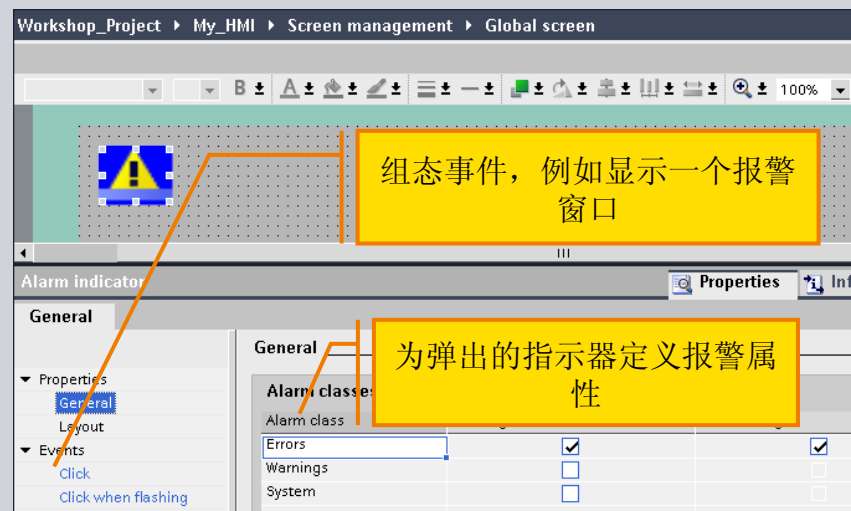 Workshop_Project ▸ My_HMI ▸ Screen management ▸ Global screen
B A 100%
组态事件，例如显示一个报警
窗口
Alarm indicator
Properties
General
General
为弹出的指示器定义报警属
性
Properties
General
Layout
Events
Click
Click when flashing
Alarm classes
Alarm class
Errors
Warnings
System